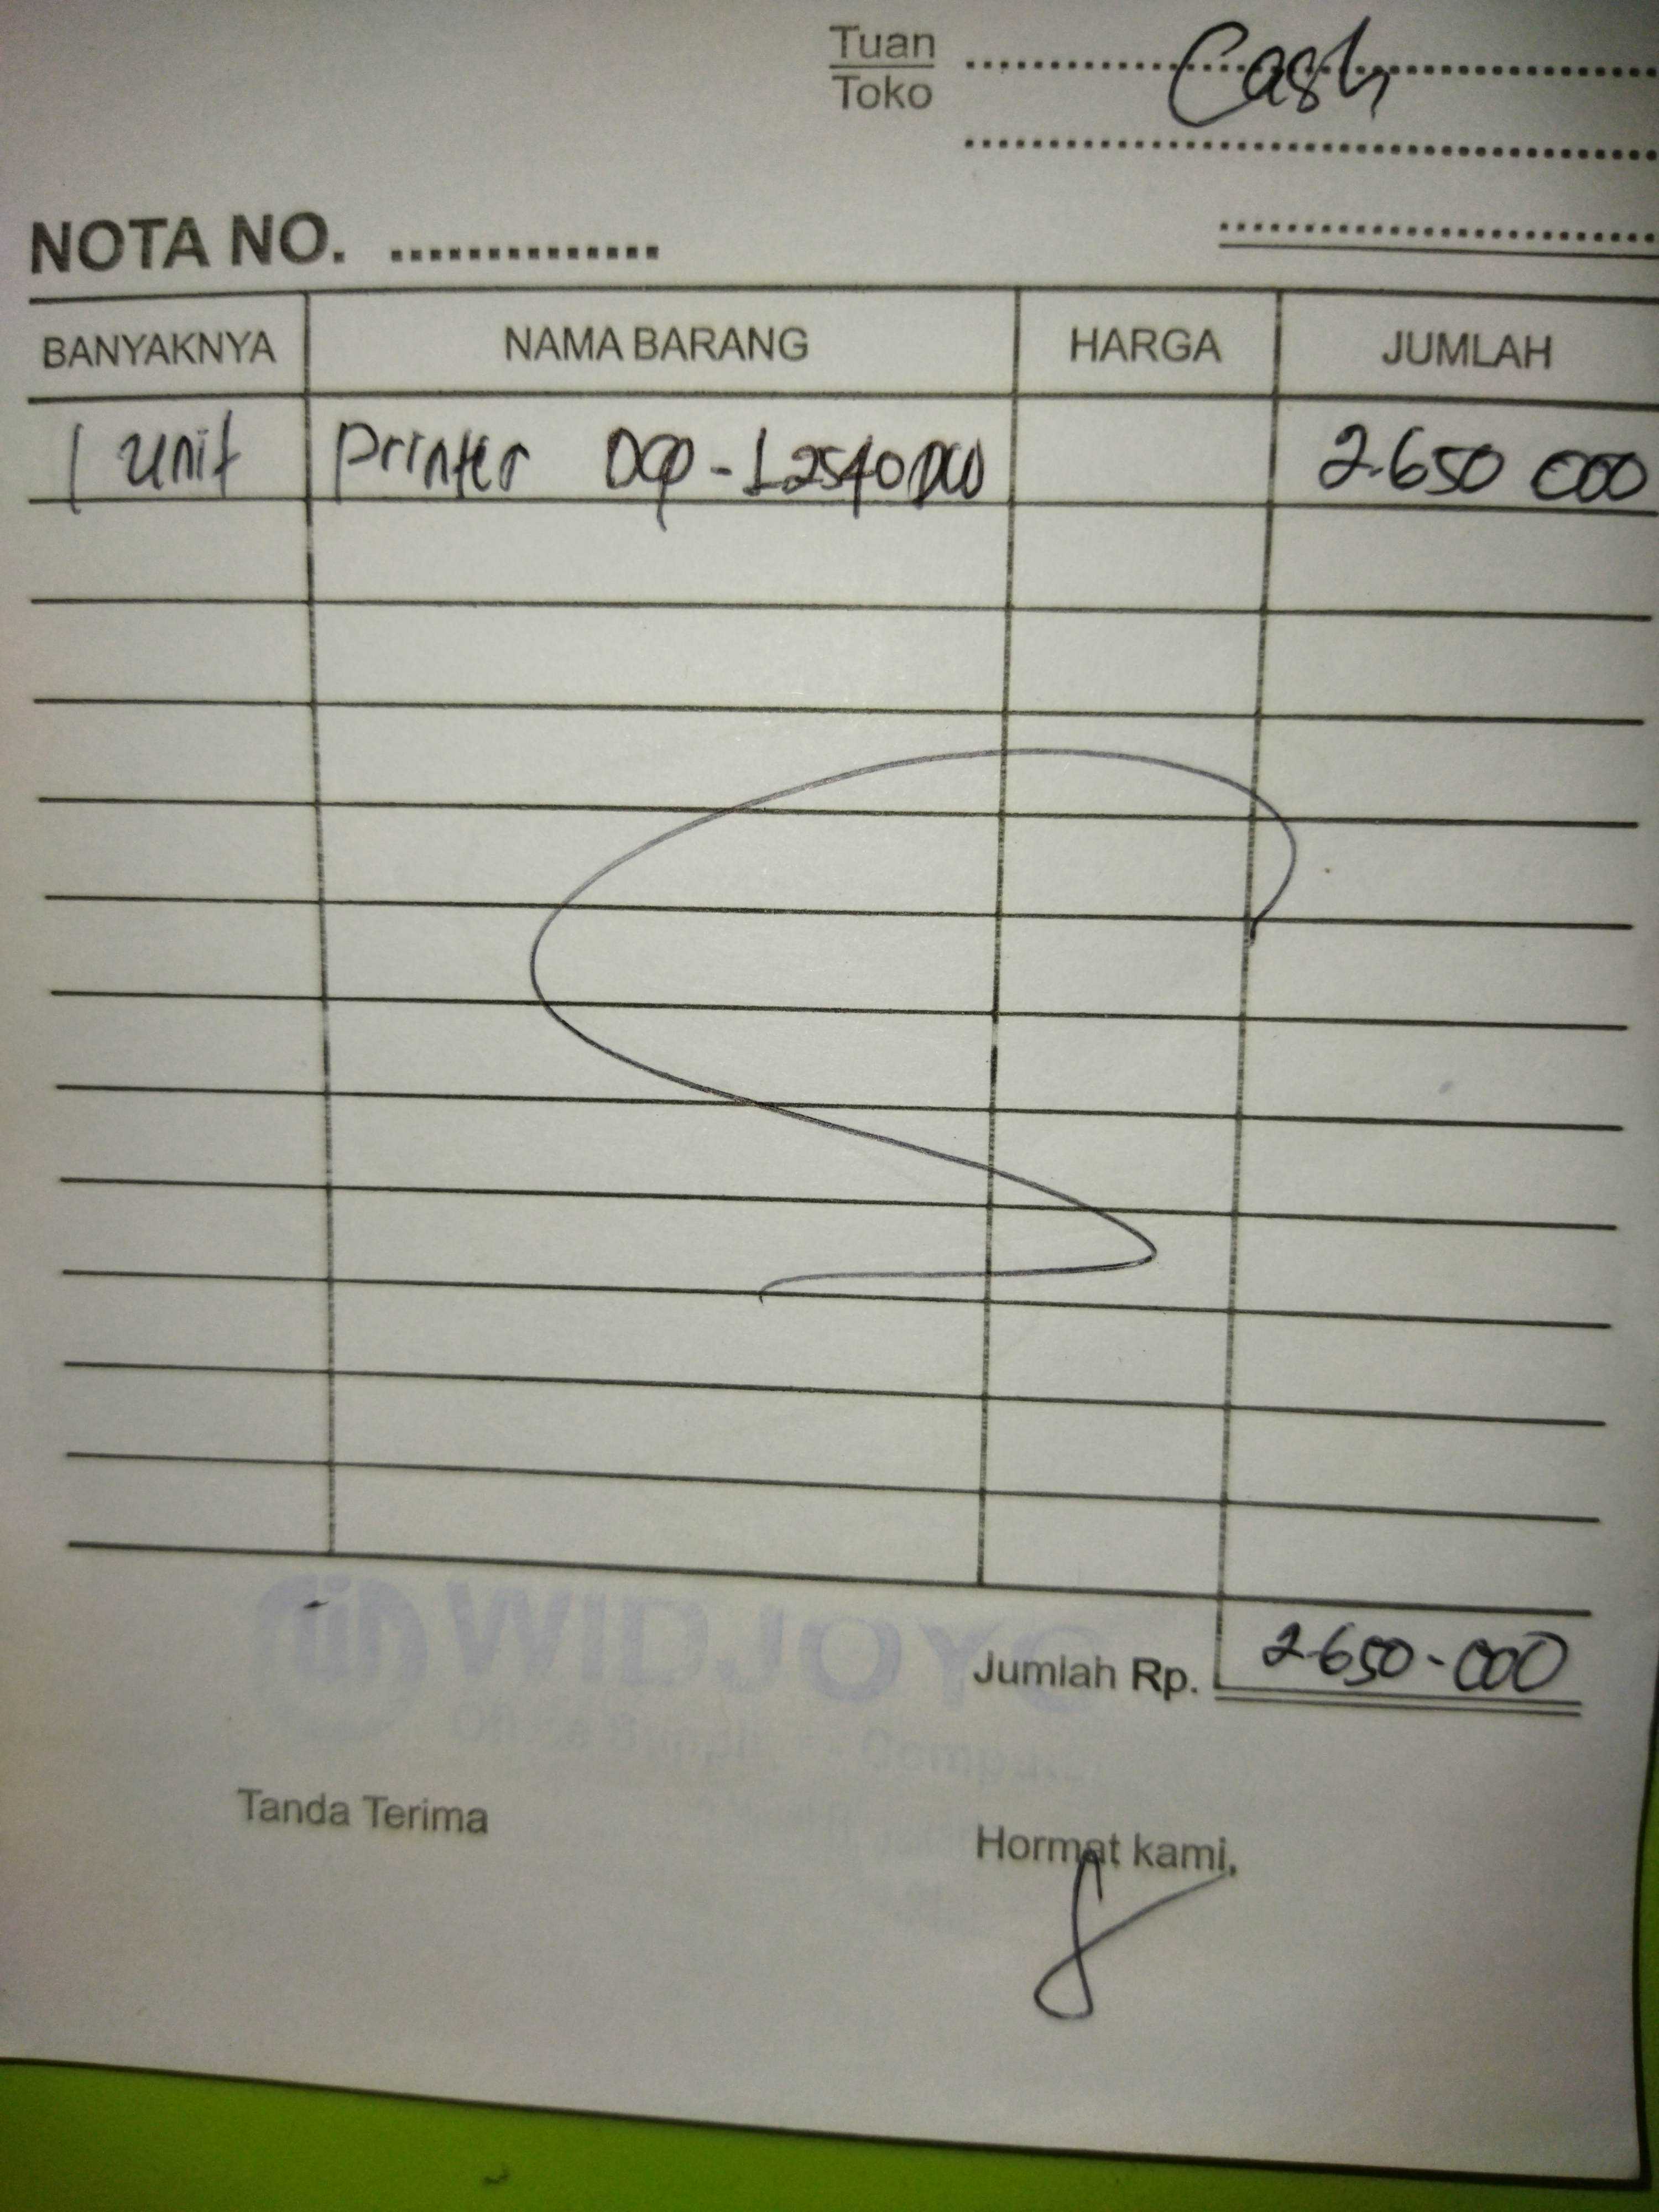 Tuan Cash
Toko
NOTA NO. ..............
BANYAKNYA NAMA BARANG HARGA JUMLAH
1 unit Printer DCP-L2540DW 2.650 000
WIDJOYO
Jumlah Rp. 2.650.000
Tanda Terima Hormat kami,